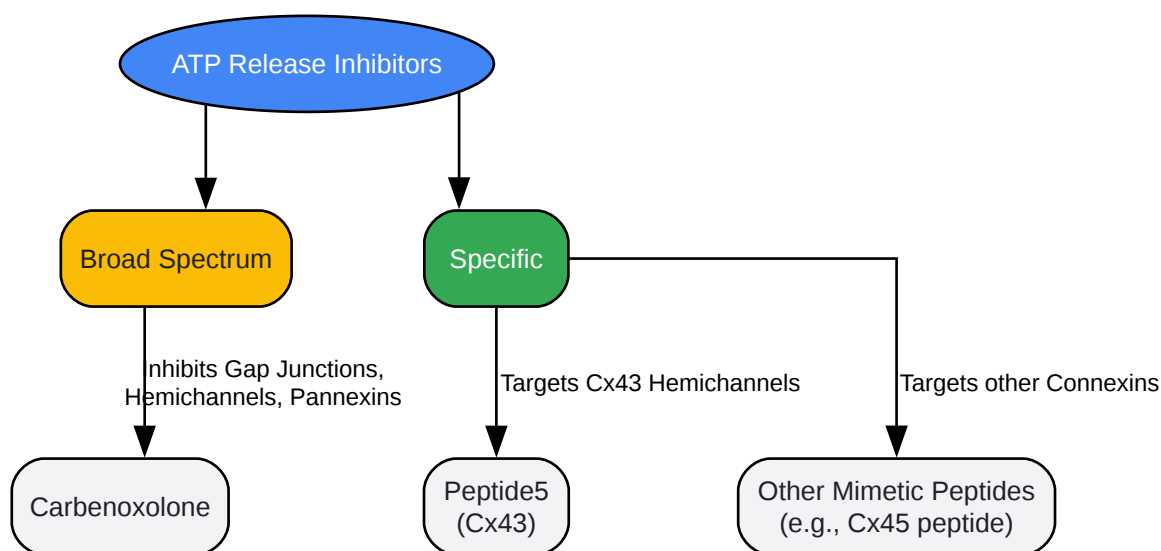 ATP Release Inhibitors
Broad Spectrum
Specific
Inhibits Gap Junctions,
Hemichannels, Pannexins
Targets Cx43 Hemichannels
Targets other Connexins
Carbenoxolone
Peptide5
(Cx43)
Other Mimetic Peptides
(e.g., Cx45 peptide)